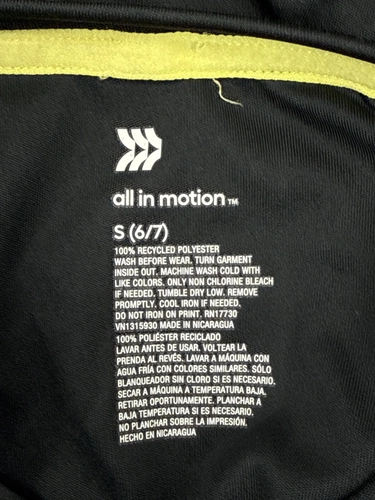 all in motion™
S (6/7)
100% RECYCLED POLYESTER
WASH BEFORE WEAR. TURN GARMENT
INSIDE OUT. MACHINE WASH COLD WITH
LIKE COLORS. ONLY NON CHLORINE BLEACH
IF NEEDED. TUMBLE DRY LOW. REMOVE
PROMPTLY. COOL IRON IF NEEDED.
DO NOT IRON ON PRINT. RN17730
VN1315930 MADE IN NICARAGUA
100% POLIÉSTER RECICLADO
LAVAR ANTES DE USAR. VOLTEAR LA
PRENDA AL REVÉS. LAVAR A MÁQUINA CON
AGUA FRÍA CON COLORES SIMILARES. SÓLO
BLANQUEADOR SIN CLORO SI ES NECESARIO.
SECAR A MÁQUINA A TEMPERATURA BAJA.
RETIRAR OPORTUNAMENTE. PLANCHAR A
BAJA TEMPERATURA SI ES NECESARIO.
NO PLANCHAR SOBRE LA IMPRESIÓN.
HECHO EN NICARAGUA